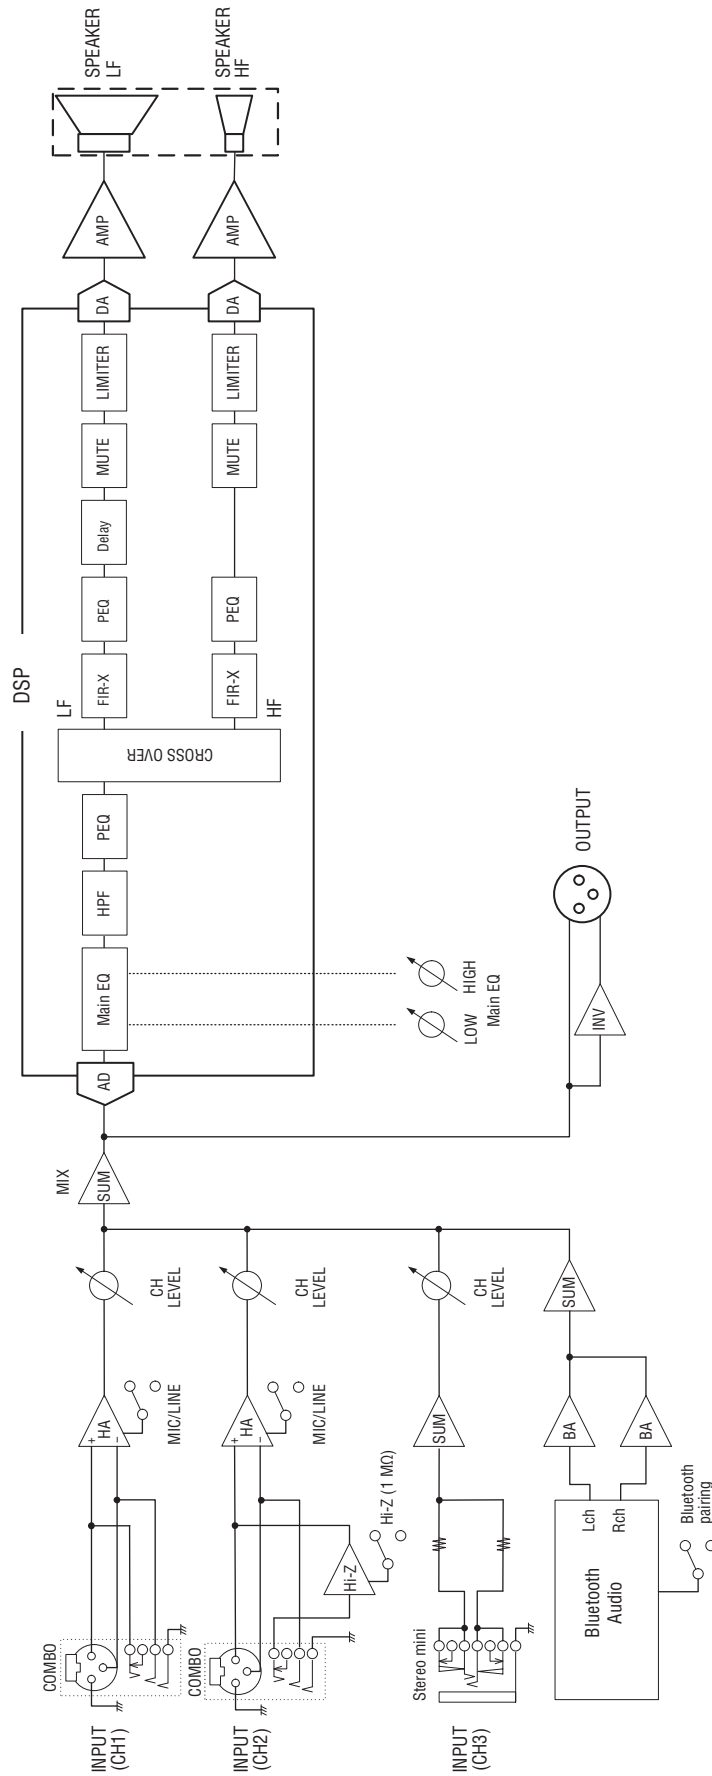 INPUT
(CH1)
COMBO
+
HA
−
MIC/LINE
CH
LEVEL
INPUT
(CH2)
COMBO
Hi-Z
Hi-Z (1 MΩ)
+
HA
−
MIC/LINE
CH
LEVEL
INPUT
(CH3)
Stereo mini
SUM
CH
LEVEL
Bluetooth
Audio
Lch
Rch
Bluetooth
pairing
BA
BA
SUM
MIX
SUM
DSP
AD
Main EQ
LOW
HIGH
Main EQ
HPF
PEQ
CROSS OVER
LF
FIR-X
PEQ
Delay
MUTE
LIMITER
DA
AMP
SPEAKER
LF
HF
FIR-X
PEQ
MUTE
LIMITER
DA
AMP
SPEAKER
HF
INV
OUTPUT